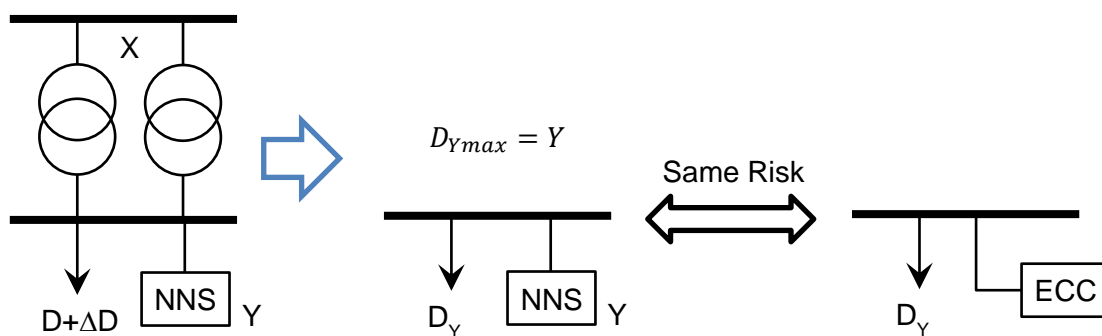 X
D+ΔD
NNS
Y
D_Ymax = Y
D_Y
NNS
Same Risk
D_Y
ECC